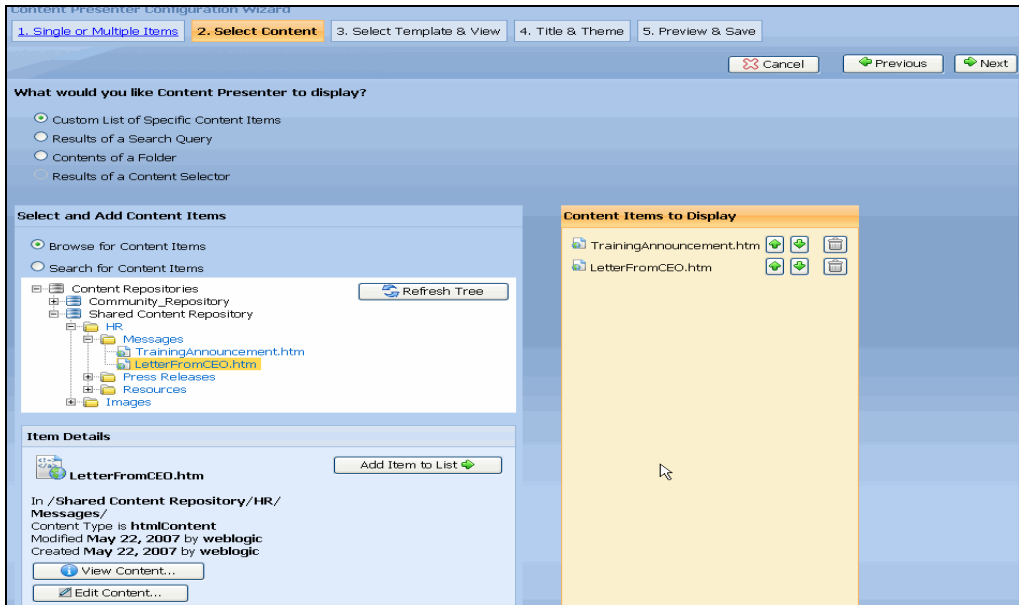 Content Presenter Configuration Wizard
1. Single or Multiple Items 2. Select Content 3. Select Template & View 4. Title & Theme 5. Preview & Save
Cancel Previous Next
What would you like Content Presenter to display?
Custom List of Specific Content Items
Results of a Search Query
Contents of a Folder
Results of a Content Selector
Select and Add Content Items
Browse for Content Items
Search for Content Items
Content Repositories
Refresh Tree
Community_Repository
Shared Content Repository
HR
Messages
TrainingAnnouncement.htm
LetterFromCEO.htm
Press Releases
Resources
Images
Item Details
LetterFromCEO.htm
Add Item to List
In /Shared Content Repository/HR/
Messages/
Content Type is htmlContent
Modified May 22, 2007 by weblogic
Created May 22, 2007 by weblogic
View Content...
Edit Content...
Content Items to Display
TrainingAnnouncement.htm
LetterFromCEO.htm